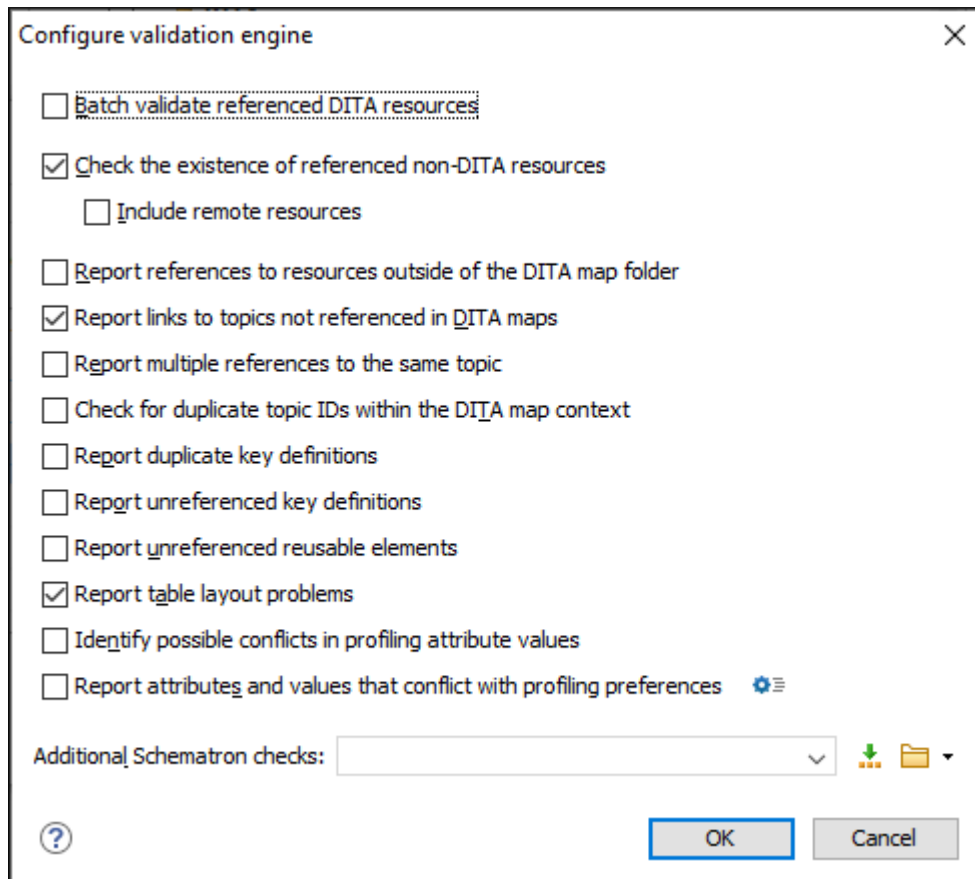 Configure validation engine
Batch validate referenced DITA resources
Check the existence of referenced non-DITA resources
Include remote resources
Report references to resources outside of the DITA map folder
Report links to topics not referenced in DITA maps
Report multiple references to the same topic
Check for duplicate topic IDs within the DITA map context
Report duplicate key definitions
Report unreferenced key definitions
Report unreferenced reusable elements
Report table layout problems
Identify possible conflicts in profiling attribute values
Report attributes and values that conflict with profiling preferences
Additional Schematron checks:
?
OK
Cancel